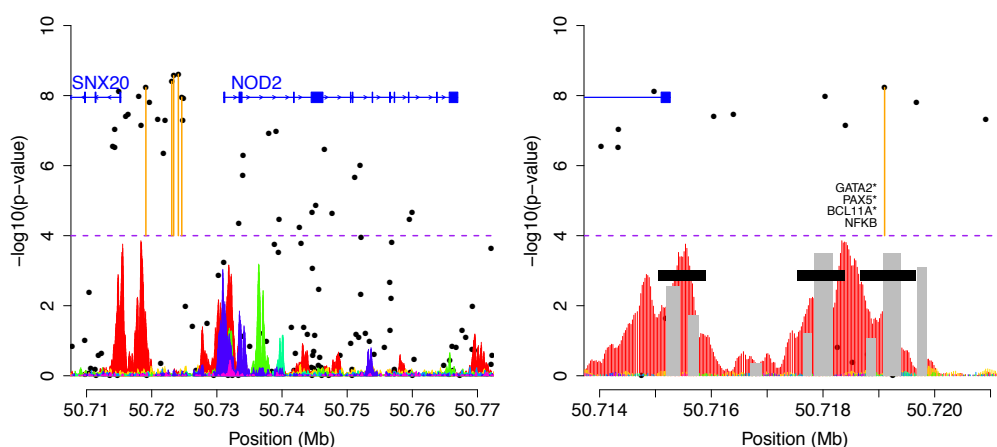 10
8
6
4
2
0
−log10(p−value)
SNX20
NOD2
50.71
50.72
50.73
50.74
50.75
50.76
50.77
Position (Mb)
10
8
6
4
2
0
−log10(p−value)
GATA2*
PAX5*
BCL11A*
NFKB
50.714
50.716
50.718
50.720
Position (Mb)